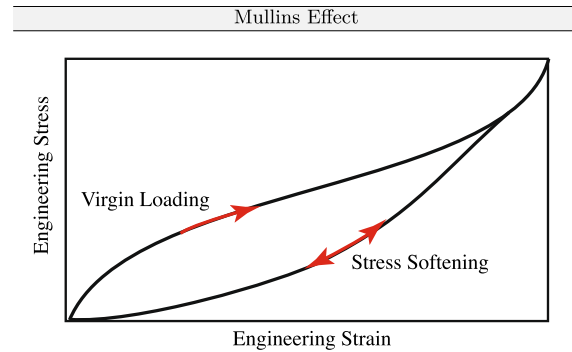 Mullins Effect
Engineering Stress
Virgin Loading
Stress Softening
Engineering Strain